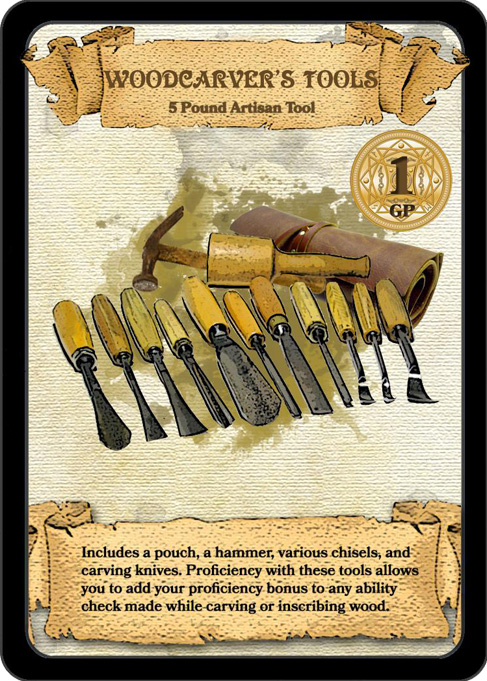 WOODCARVER'S TOOLS
5 Pound Artisan Tool
1
GP
Includes a pouch, a hammer, various chisels, and
carving knives. Proficiency with these tools allows
you to add your proficiency bonus to any ability
check made while carving or inscribing wood.